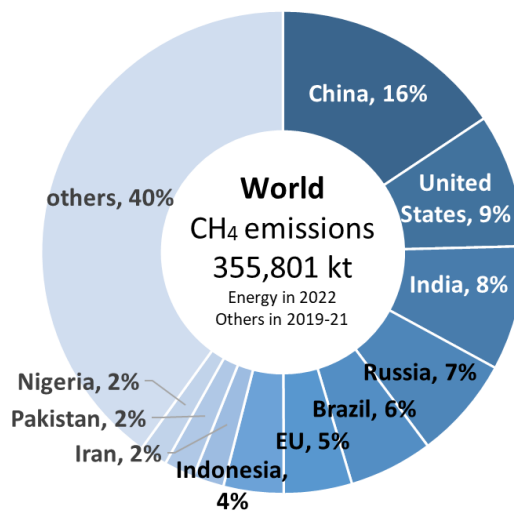 China, 16%
United
States, 9%
India, 8%
Russia, 7%
Brazil, 6%
EU, 5%
Indonesia,
4%
Iran, 2%
Pakistan, 2%
Nigeria, 2%
others, 40%
World
CH₄ emissions
355,801 kt
Energy in 2022
Others in 2019-21